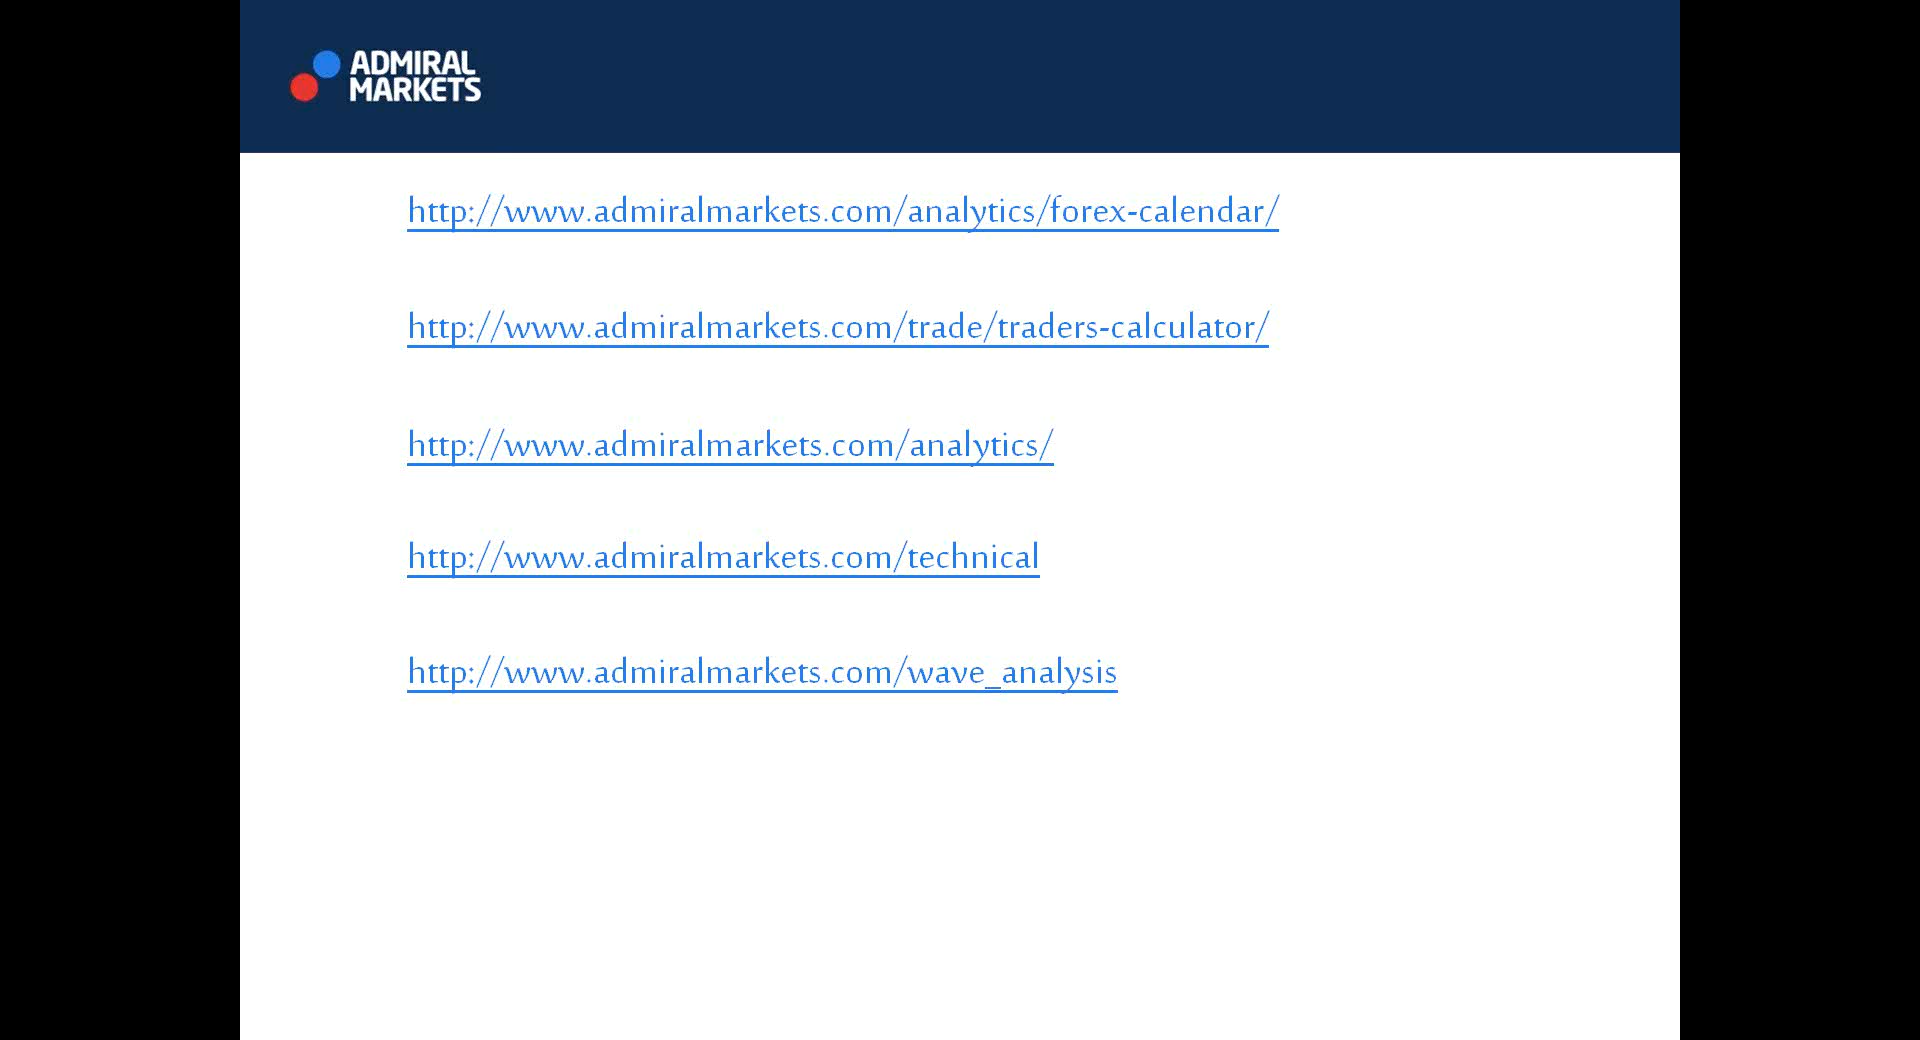 ADMIRAL
MARKETS
http://www.admiralmarkets.com/analytics/forex-calendar/
http://www.admiralmarkets.com/trade/traders-calculator/
http://www.admiralmarkets.com/analytics/
http://www.admiralmarkets.com/technical
http://www.admiralmarkets.com/wave_analysis